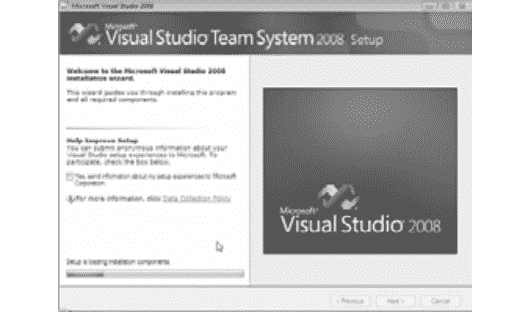 Microsoft Visual Studio 2008
Microsoft®
Visual Studio Team System 2008 Setup
Welcome to the Microsoft Visual Studio 2008
installation wizard.
This wizard guides you through installing this program
and all required components.
Help Improve Setup
You can submit anonymous information about your
Visual Studio setup experiences to Microsoft. To
participate, check the box below.
Yes, send information about my setup experiences to Microsoft
Corporation.
For more information, click Data Collection Policy
Setup is loading installation components.
Microsoft®
Visual Studio® 2008
< Previous
Next >
Cancel